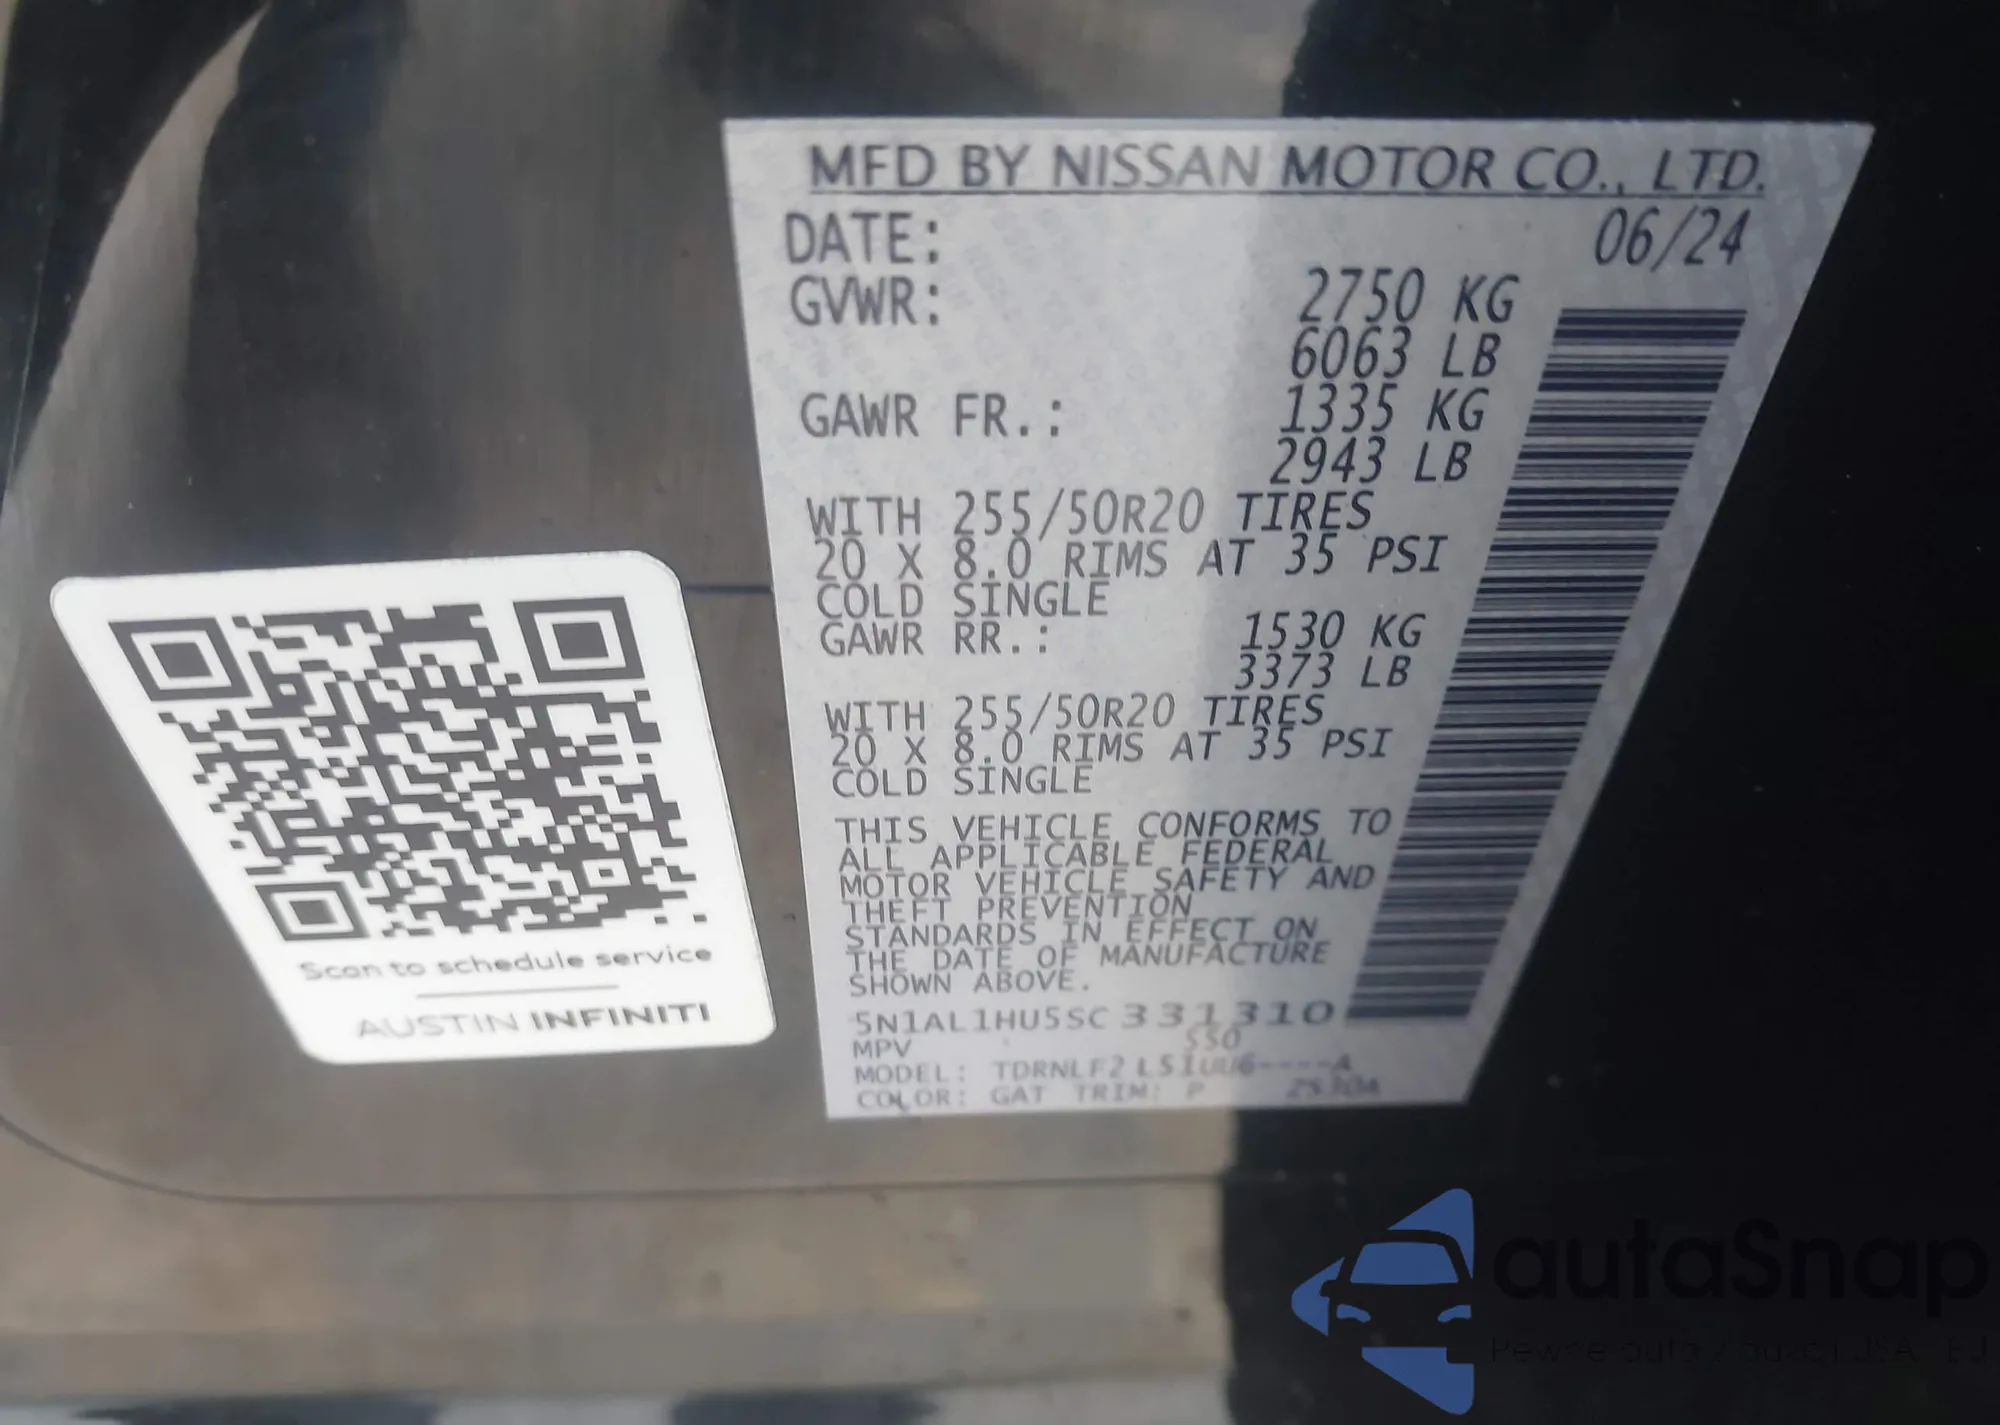 MFD BY NISSAN MOTOR CO., LTD.
DATE: 06/24
GVWR: 2750 KG
6063 LB
GAWR FR.: 1335 KG
2943 LB
WITH 255/50R20 TIRES
20 X 8.0 RIMS AT 35 PSI
COLD SINGLE
GAWR RR.: 1530 KG
3373 LB
WITH 255/50R20 TIRES
20 X 8.0 RIMS AT 35 PSI
COLD SINGLE
THIS VEHICLE CONFORMS TO
ALL APPLICABLE FEDERAL
MOTOR VEHICLE SAFETY AND
THEFT PREVENTION
STANDARDS IN EFFECT ON
THE DATE OF MANUFACTURE
SHOWN ABOVE.
5N1AL1HU5SC331310
MPV S50
MODEL: TDRNLF2
COLOR: GAT TRIM: P
Scan to schedule service
AUSTIN INFINITI
autaSnap